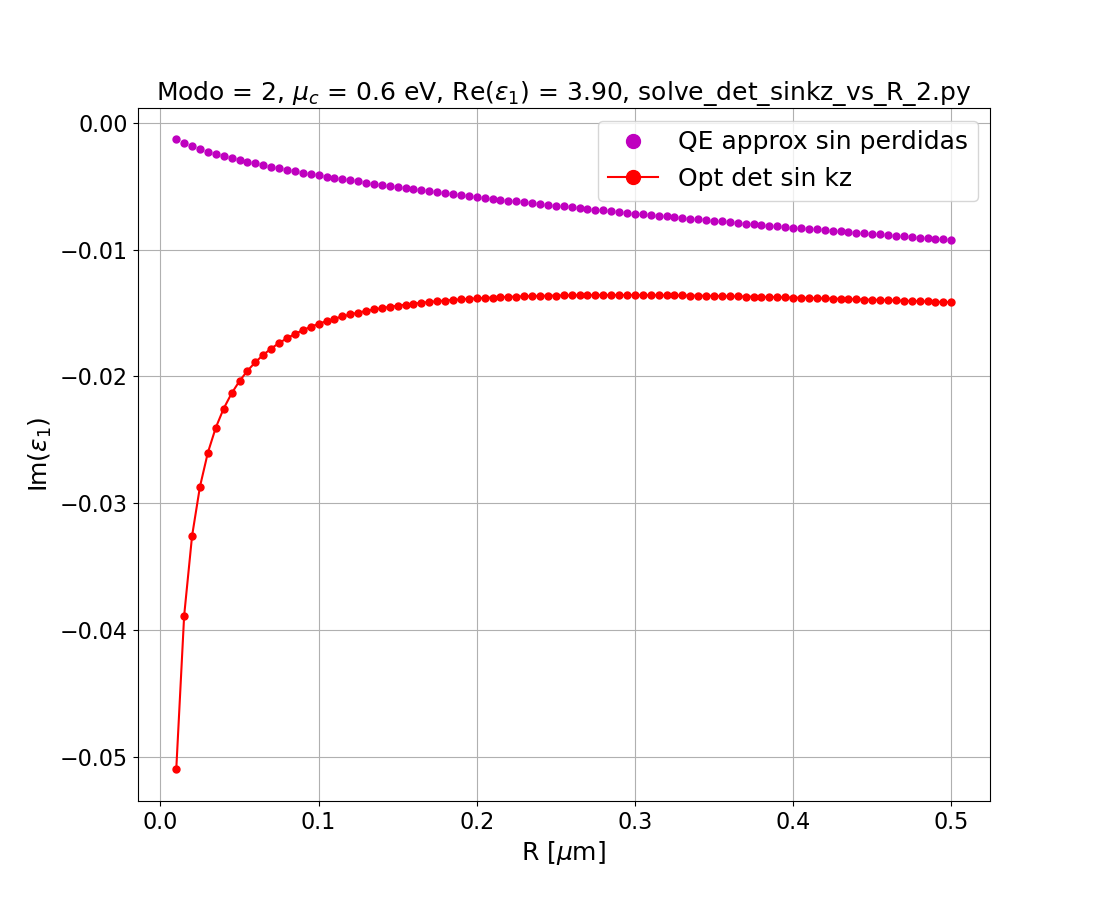 Modo = 2, μc = 0.6 eV, Re(ε1) = 3.90, solve_det_sinkz_vs_R_2.py
QE approx sin perdidas
Opt det sin kz
0.00
−0.01
−0.02
−0.03
−0.04
−0.05
Im(ε1)
0.0 0.1 0.2 0.3 0.4 0.5
R [μm]